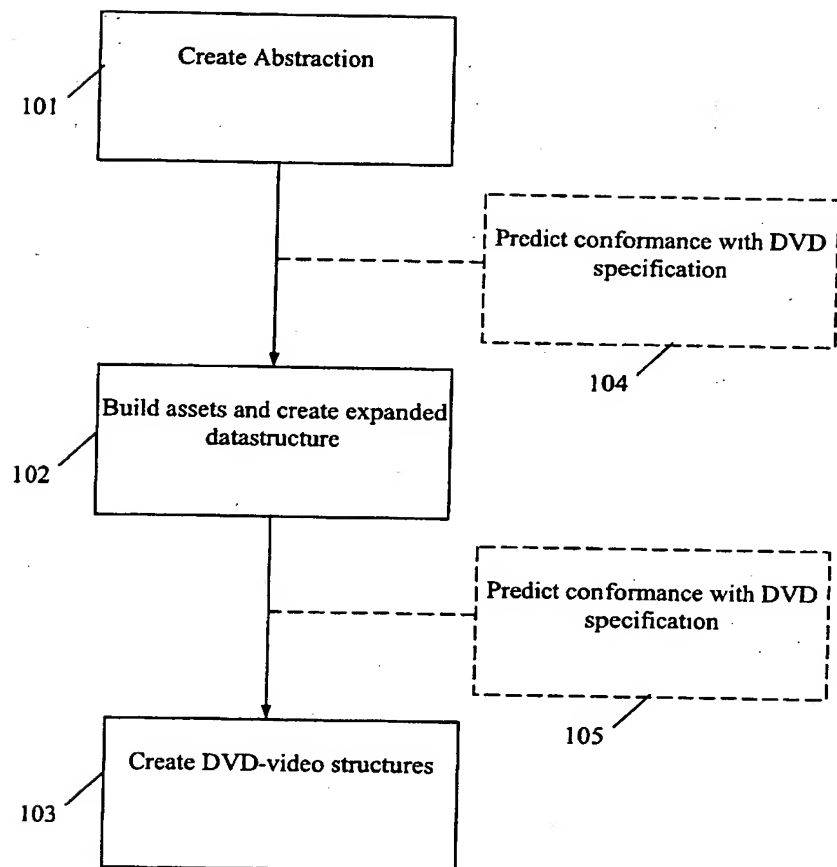 Create Abstraction
101
Predict conformance with DVD
specification
104
Build assets and create expanded
datastructure
102
Predict conformance with DVD
specification
105
Create DVD-video structures
103